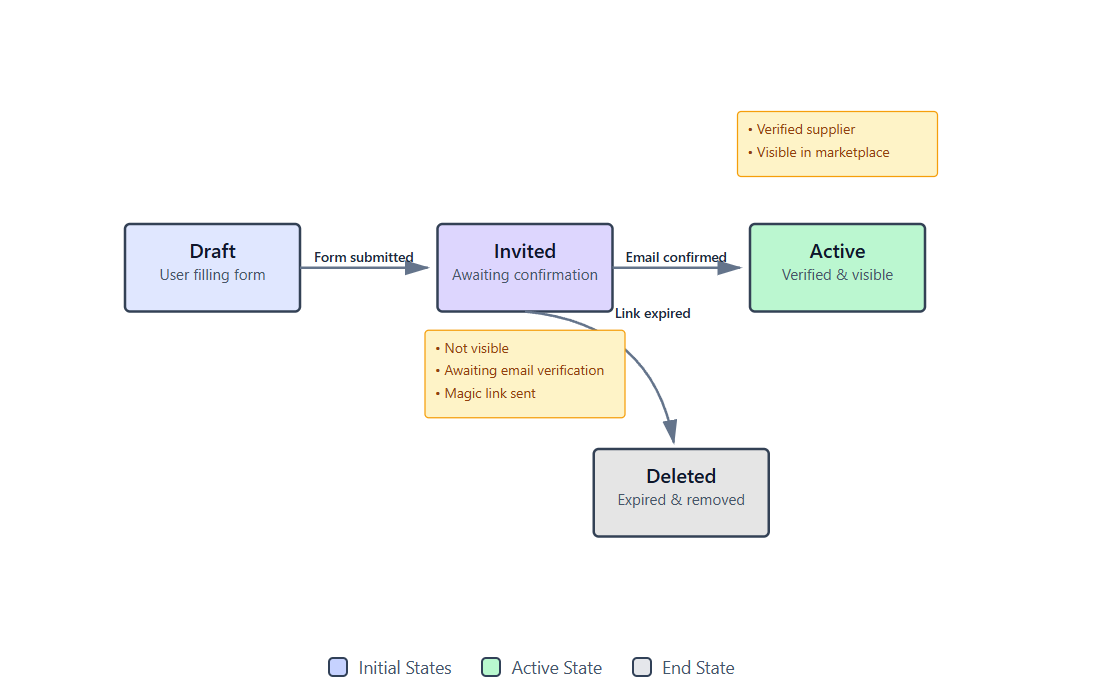 • Verified supplier
• Visible in marketplace
Draft
User filling form
Form submitted
Invited
Awaiting confirmation
Email confirmed
Active
Verified & visible
Link expired
• Not visible
• Awaiting email verification
• Magic link sent
Deleted
Expired & removed
Initial States
Active State
End State